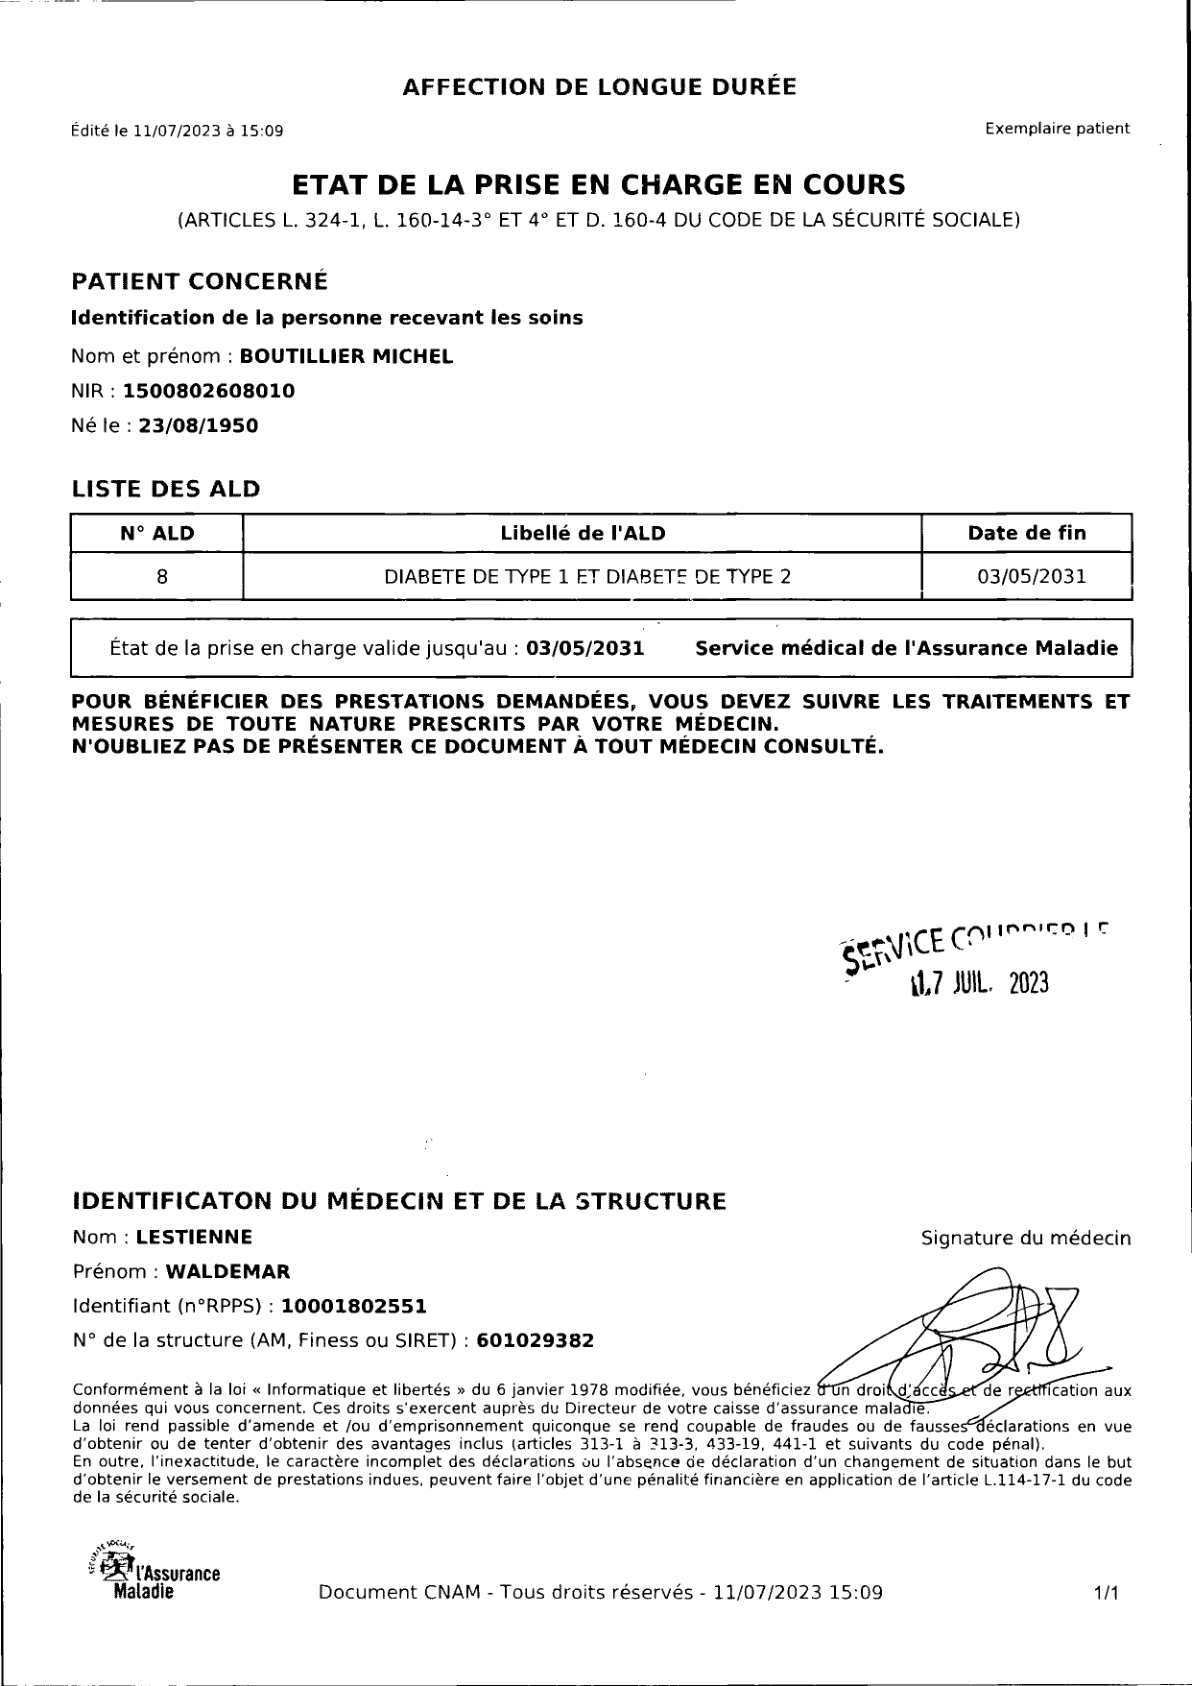 AFFECTION DE LONGUE DURÉE
Édité le 11/07/2023 à 15:09
Exemplaire patient
ETAT DE LA PRISE EN CHARGE EN COURS
(ARTICLES L. 324-1, L. 160-14-3° ET 4° ET D. 160-4 DU CODE DE LA SÉCURITÉ SOCIALE)
PATIENT CONCERNÉ
Identification de la personne recevant les soins
Nom et prénom : BOUTILLIER MICHEL
NIR : 1500802608010
Né le : 23/08/1950
LISTE DES ALD
N° ALD Libellé de l'ALD Date de fin
8 DIABETE DE TYPE 1 ET DIABETE DE TYPE 2 03/05/2031
État de la prise en charge valide jusqu'au : 03/05/2031 Service médical de l'Assurance Maladie
POUR BÉNÉFICIER DES PRESTATIONS DEMANDÉES, VOUS DEVEZ SUIVRE LES TRAITEMENTS ET
MESURES DE TOUTE NATURE PRESCRITS PAR VOTRE MÉDECIN.
N'OUBLIEZ PAS DE PRÉSENTER CE DOCUMENT À TOUT MÉDECIN CONSULTÉ.
SERVICE COURRIER LE
JUIL. 2023
IDENTIFICATON DU MÉDECIN ET DE LA STRUCTURE
Nom : LESTIENNE
Signature du médecin
Prénom : WALDEMAR
Identifiant (n°RPPS) : 10001802551
N° de la structure (AM, Finess ou SIRET) : 601029382
Conformément à la loi « Informatique et libertés » du 6 janvier 1978 modifiée, vous bénéficiez d'un droit d'accès et de rectification aux
données qui vous concernent. Ces droits s'exercent auprès du Directeur de votre caisse d'assurance maladie.
La loi rend passible d'amende et /ou d'emprisonnement quiconque se rend coupable de fraudes ou de fausses déclarations en vue
d'obtenir ou de tenter d'obtenir des avantages inclus (articles 313-1 à 313-3, 433-19, 441-1 et suivants du code pénal).
En outre, l'inexactitude, le caractère incomplet des déclarations ou l'absence de déclaration d'un changement de situation dans le but
d'obtenir le versement de prestations indues, peuvent faire l'objet d'une pénalité financière en application de l'article L.114-17-1 du code
de la sécurité sociale.
SÉCURITÉ SOCIALE
l'Assurance
Maladie
Document CNAM - Tous droits réservés - 11/07/2023 15:09
1/1